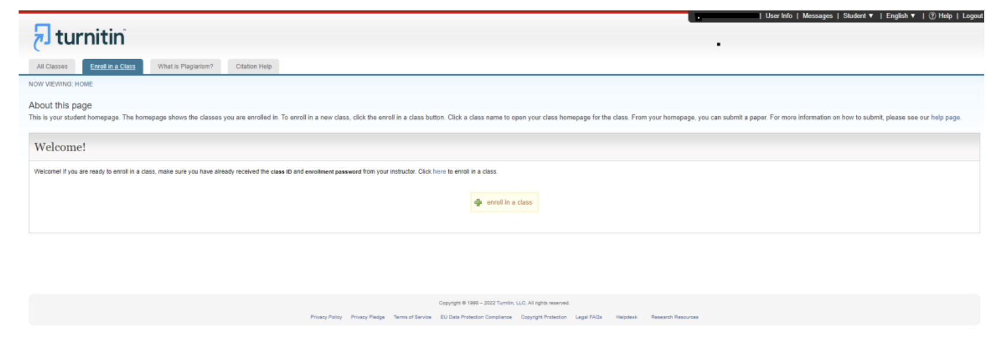 | User Info | Messages | Student ▼ | English ▼ | ? Help | Logout
turnitin
All Classes Enroll in a Class What is Plagiarism? Citation Help
NOW VIEWING: HOME
About this page
This is your student homepage. The homepage shows the classes you are enrolled in. To enroll in a new class, click the enroll in a class button. Click a class name to open your class homepage for the class. From your homepage, you can submit a paper. For more information on how to submit, please see our help page.
Welcome!
Welcome! If you are ready to enroll in a class, make sure you have already received the class ID and enrollment password from your instructor. Click here to enroll in a class.
enroll in a class
Copyright © 1998 – 2022 Turnitin, LLC. All rights reserved.
Privacy Policy Privacy Pledge Terms of Service EU Data Protection Compliance Copyright Protection Legal FAQs Helpdesk Research Resources